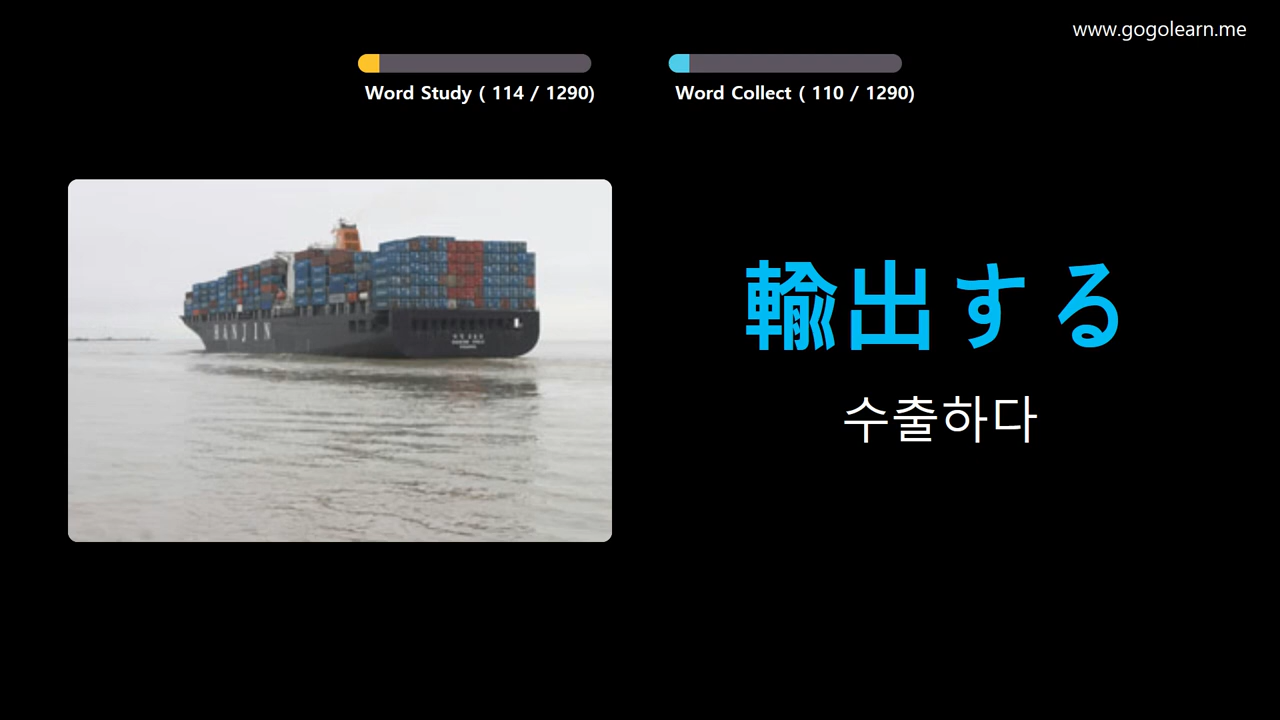 www.gogolearn.me
Word Study ( 114 / 1290)
Word Collect ( 110 / 1290)
HANJIN
輸出する
수출하다